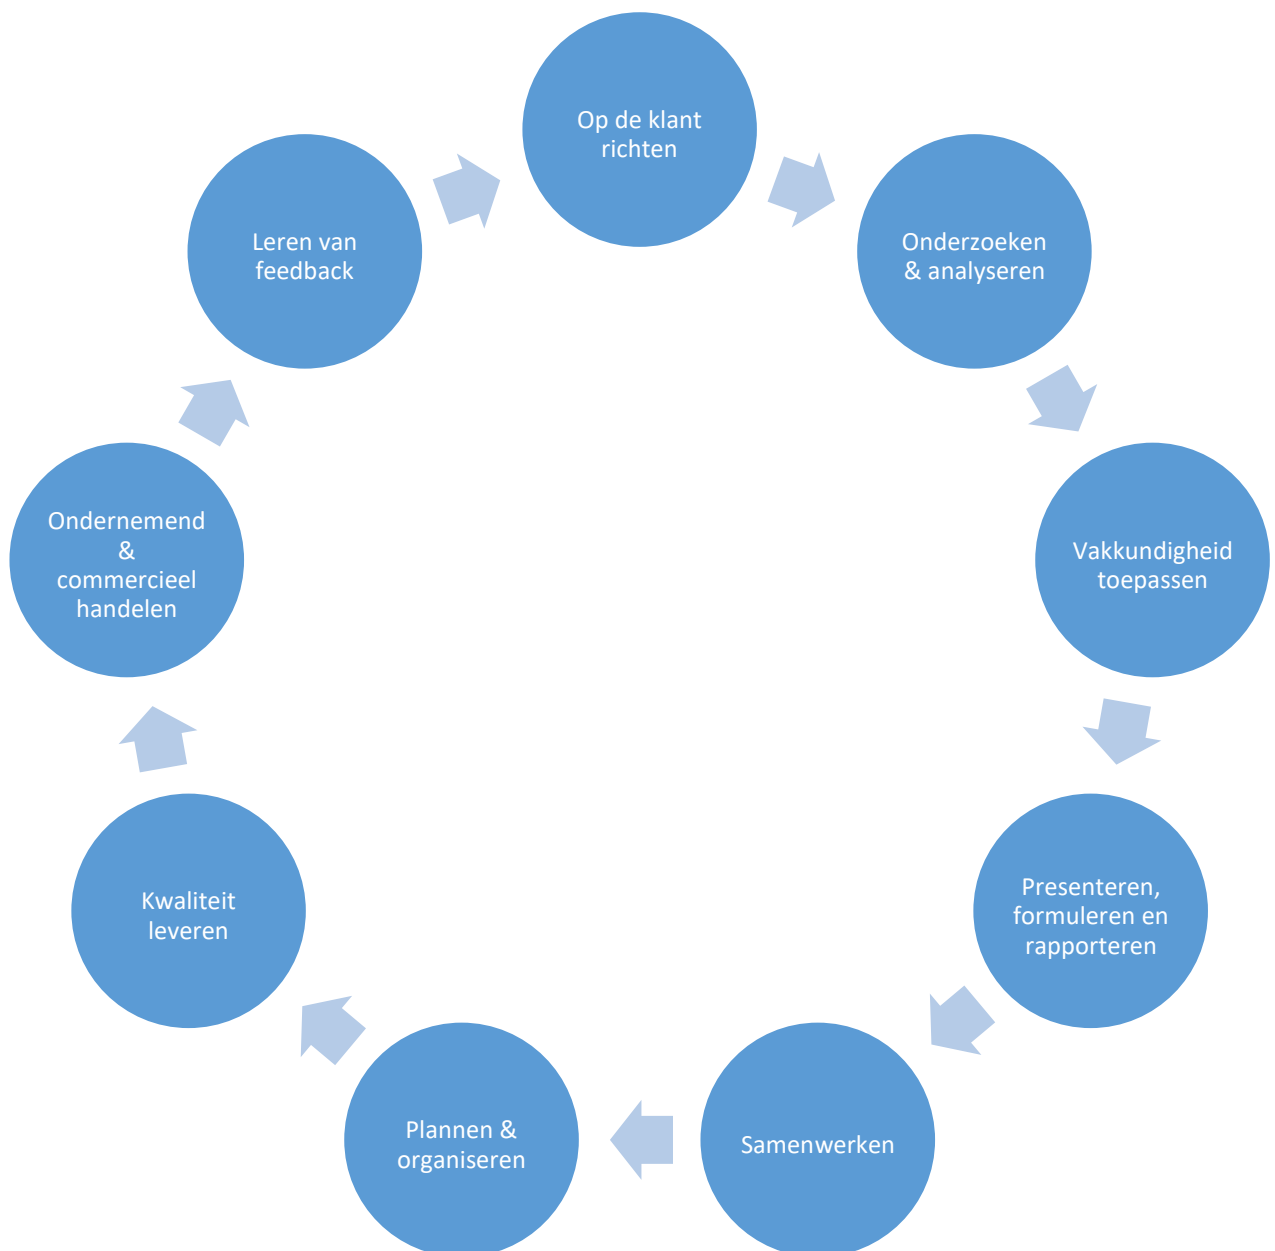 Op de klant
richten
Onderzoeken
& analyseren
Vakkundigheid
toepassen
Presenteren,
formuleren en
rapporteren
Samenwerken
Plannen &
organiseren
Kwaliteit
leveren
Ondernemend
&
commercieel
handelen
Leren van
feedback